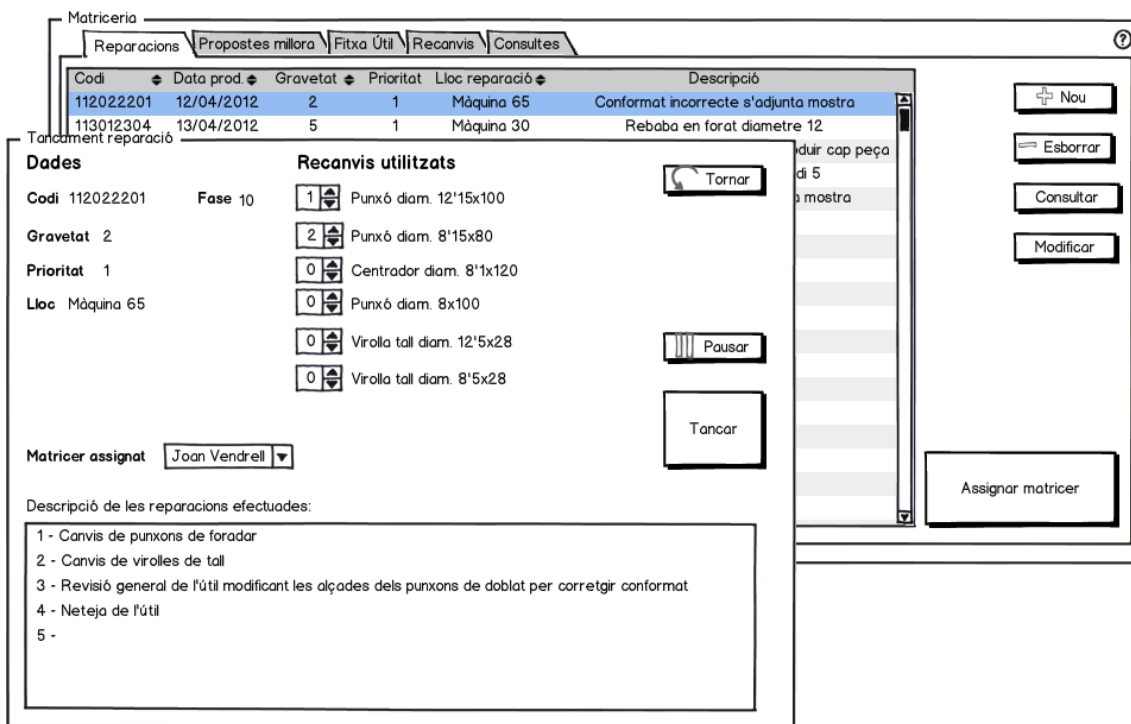 Matriceria
Reparacions Propostes millora Fitxa Útil Recanvis Consultes
?
Codi Data prod. Gravetat Prioritat Lloc reparació Descripció
112022201 12/04/2012 2 1 Màquina 65 Conformat incorrecte s'adjunta mostra
113012304 13/04/2012 5 1 Màquina 30 Rebaba en forat diametre 12
duir cap peça
di 5
mostra
Nou
Esborrar
Consultar
Modificar
Assignar matricer
Tancament reparació
Dades
Codi 112022201 Fase 10
Gravetat 2
Prioritat 1
Lloc Màquina 65
Recanvis utilitzats
1 Punxó diam. 12'15x100
2 Punxó diam. 8'15x80
0 Centrador diam. 8'1x120
0 Punxó diam. 8x100
0 Virolla tall diam. 12'5x28
0 Virolla tall diam. 8'5x28
Tornar
Pausar
Tancar
Matricer assignat Joan Vendrell
Descripció de les reparacions efectuades:
1 - Canvis de punxons de foradar
2 - Canvis de virolles de tall
3 - Revisió general de l'útil modificant les alçades dels punxons de doblat per corretgir conformat
4 - Neteja de l'útil
5 -